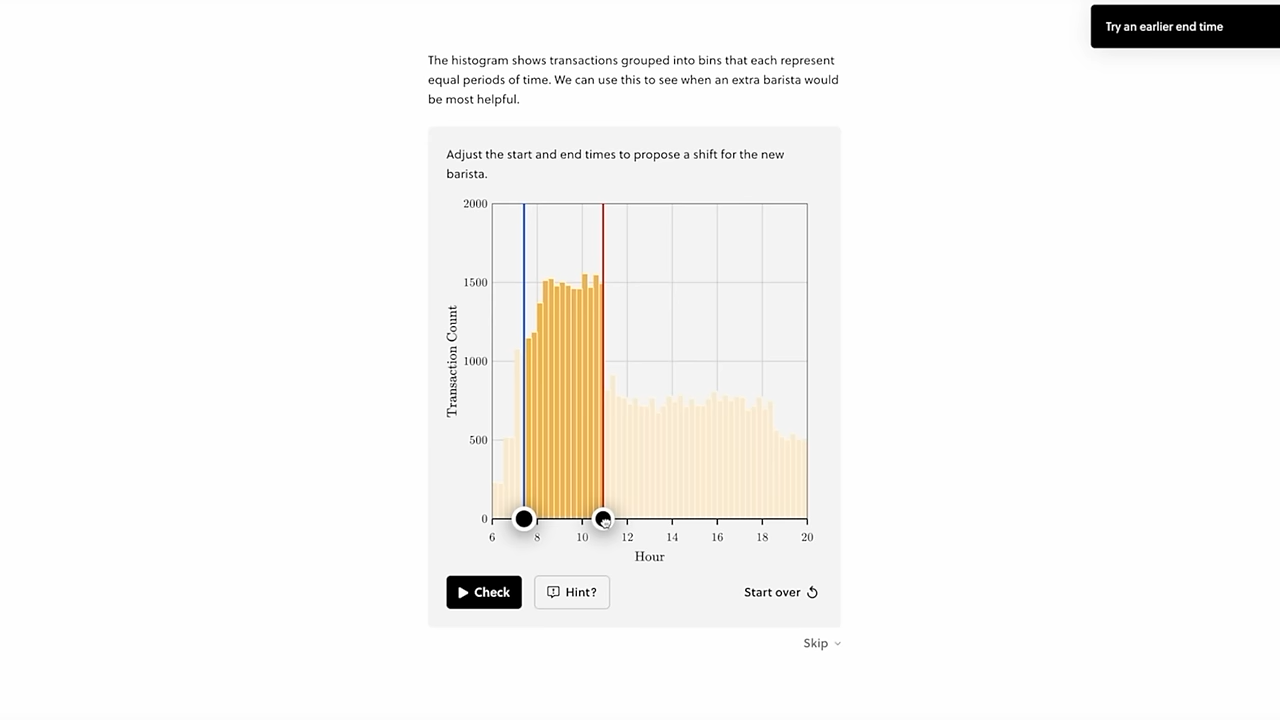 Try an earlier end time
The histogram shows transactions grouped into bins that each represent
equal periods of time. We can use this to see when an extra barista would
be most helpful.
Adjust the start and end times to propose a shift for the new
barista.
2000
1500
1000
500
0
Transaction Count
6 8 10 12 14 16 18 20
Hour
Check
Hint?
Start over
Skip